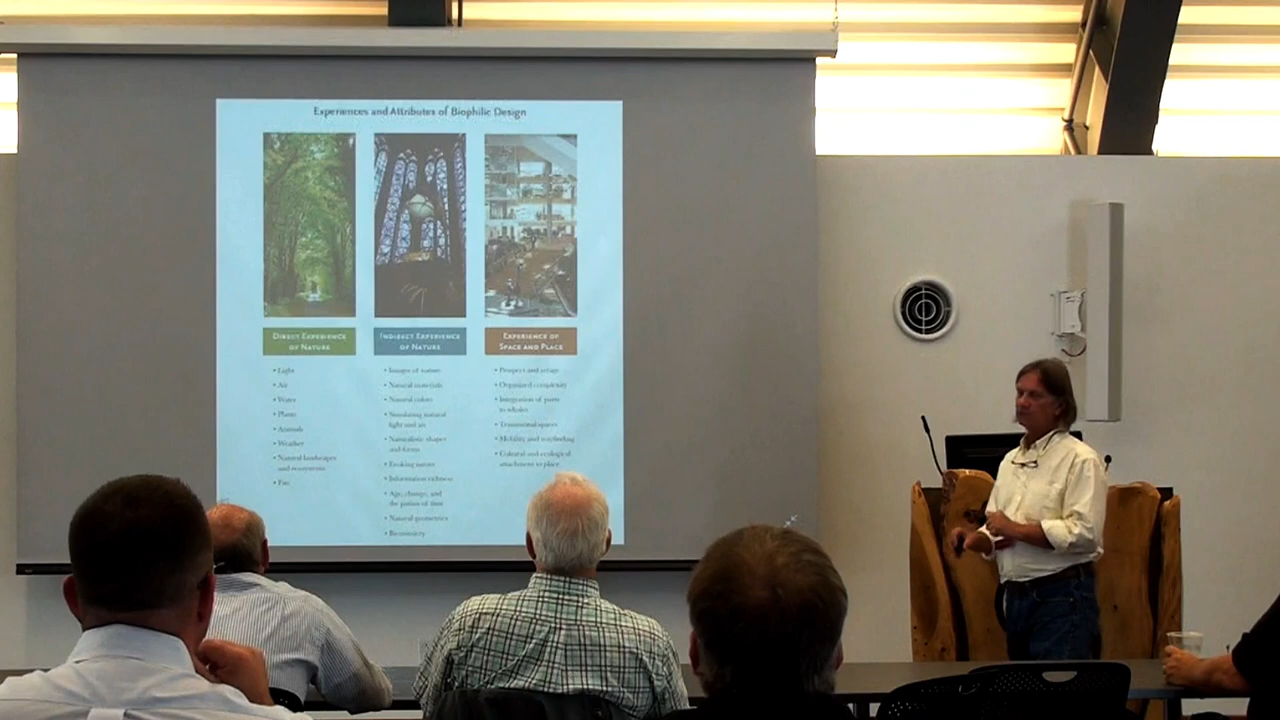 Experiences and Attributes of Biophilic Design
Direct Experience
of Nature
Indirect Experience
of Nature
Experience of
Space and Place
• Light
• Air
• Water
• Plants
• Animals
• Weather
• Natural landscapes
and ecosystems
• Fire
• Images of nature
• Natural materials
• Natural colors
• Simulating natural
light and air
• Naturalistic shapes
and forms
• Evoking nature
• Information richness
• Age, change, and
the patina of time
• Natural geometries
• Biomimicry
• Prospect and refuge
• Organized complexity
• Integration of parts
to wholes
• Transitional spaces
• Mobility and wayfinding
• Cultural and ecological
attachment to place